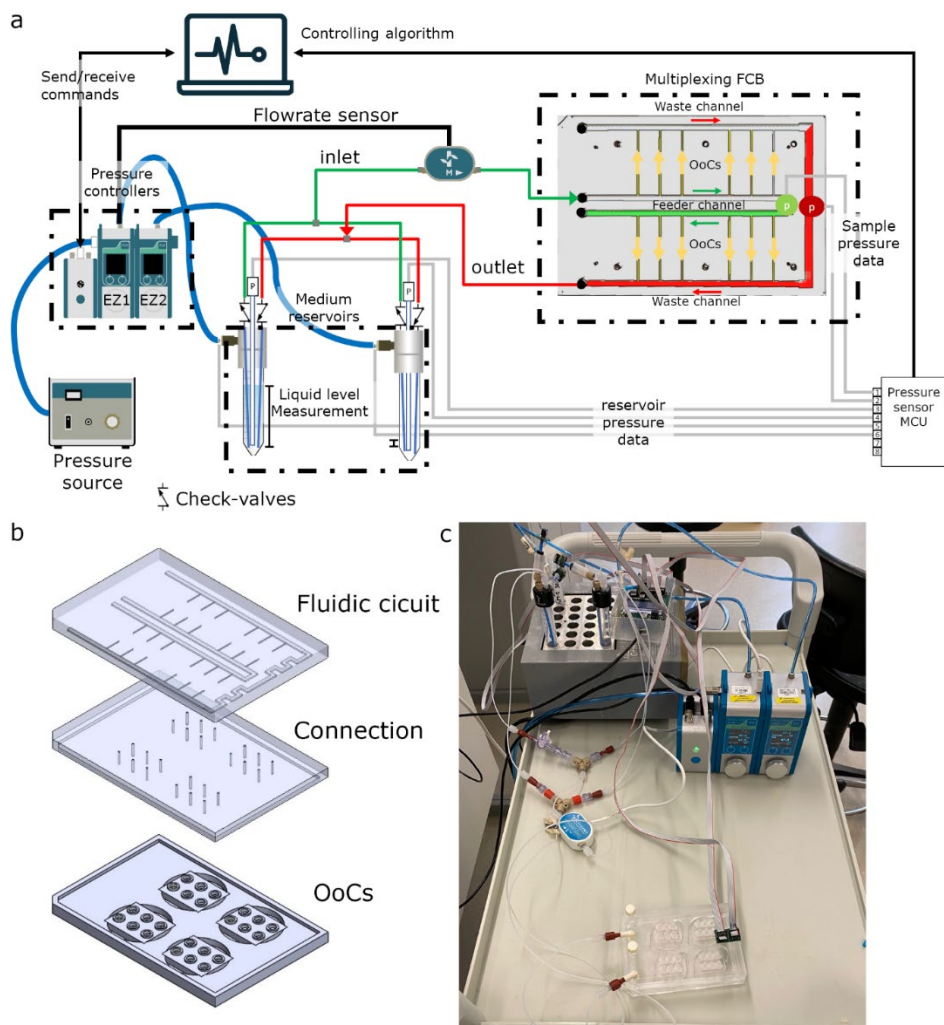 a
Controlling algorithm
Send/receive
commands
Multiplexing FCB
Waste channel
Flowrate sensor
OoCs
inlet
Pressure
controllers
M
Feeder channel
p
p
OoCs
Sample
pressure
data
outlet
EZ1
EZ2
P
P
Medium
reservoirs
Waste channel
Liquid level
Measurement
reservoir
pressure
data
1
2
3
4
5
6
7
8
Pressure
sensor
MCU
Pressure
source
Check-valves
b
c
Fluidic cicuit
Connection
OoCs